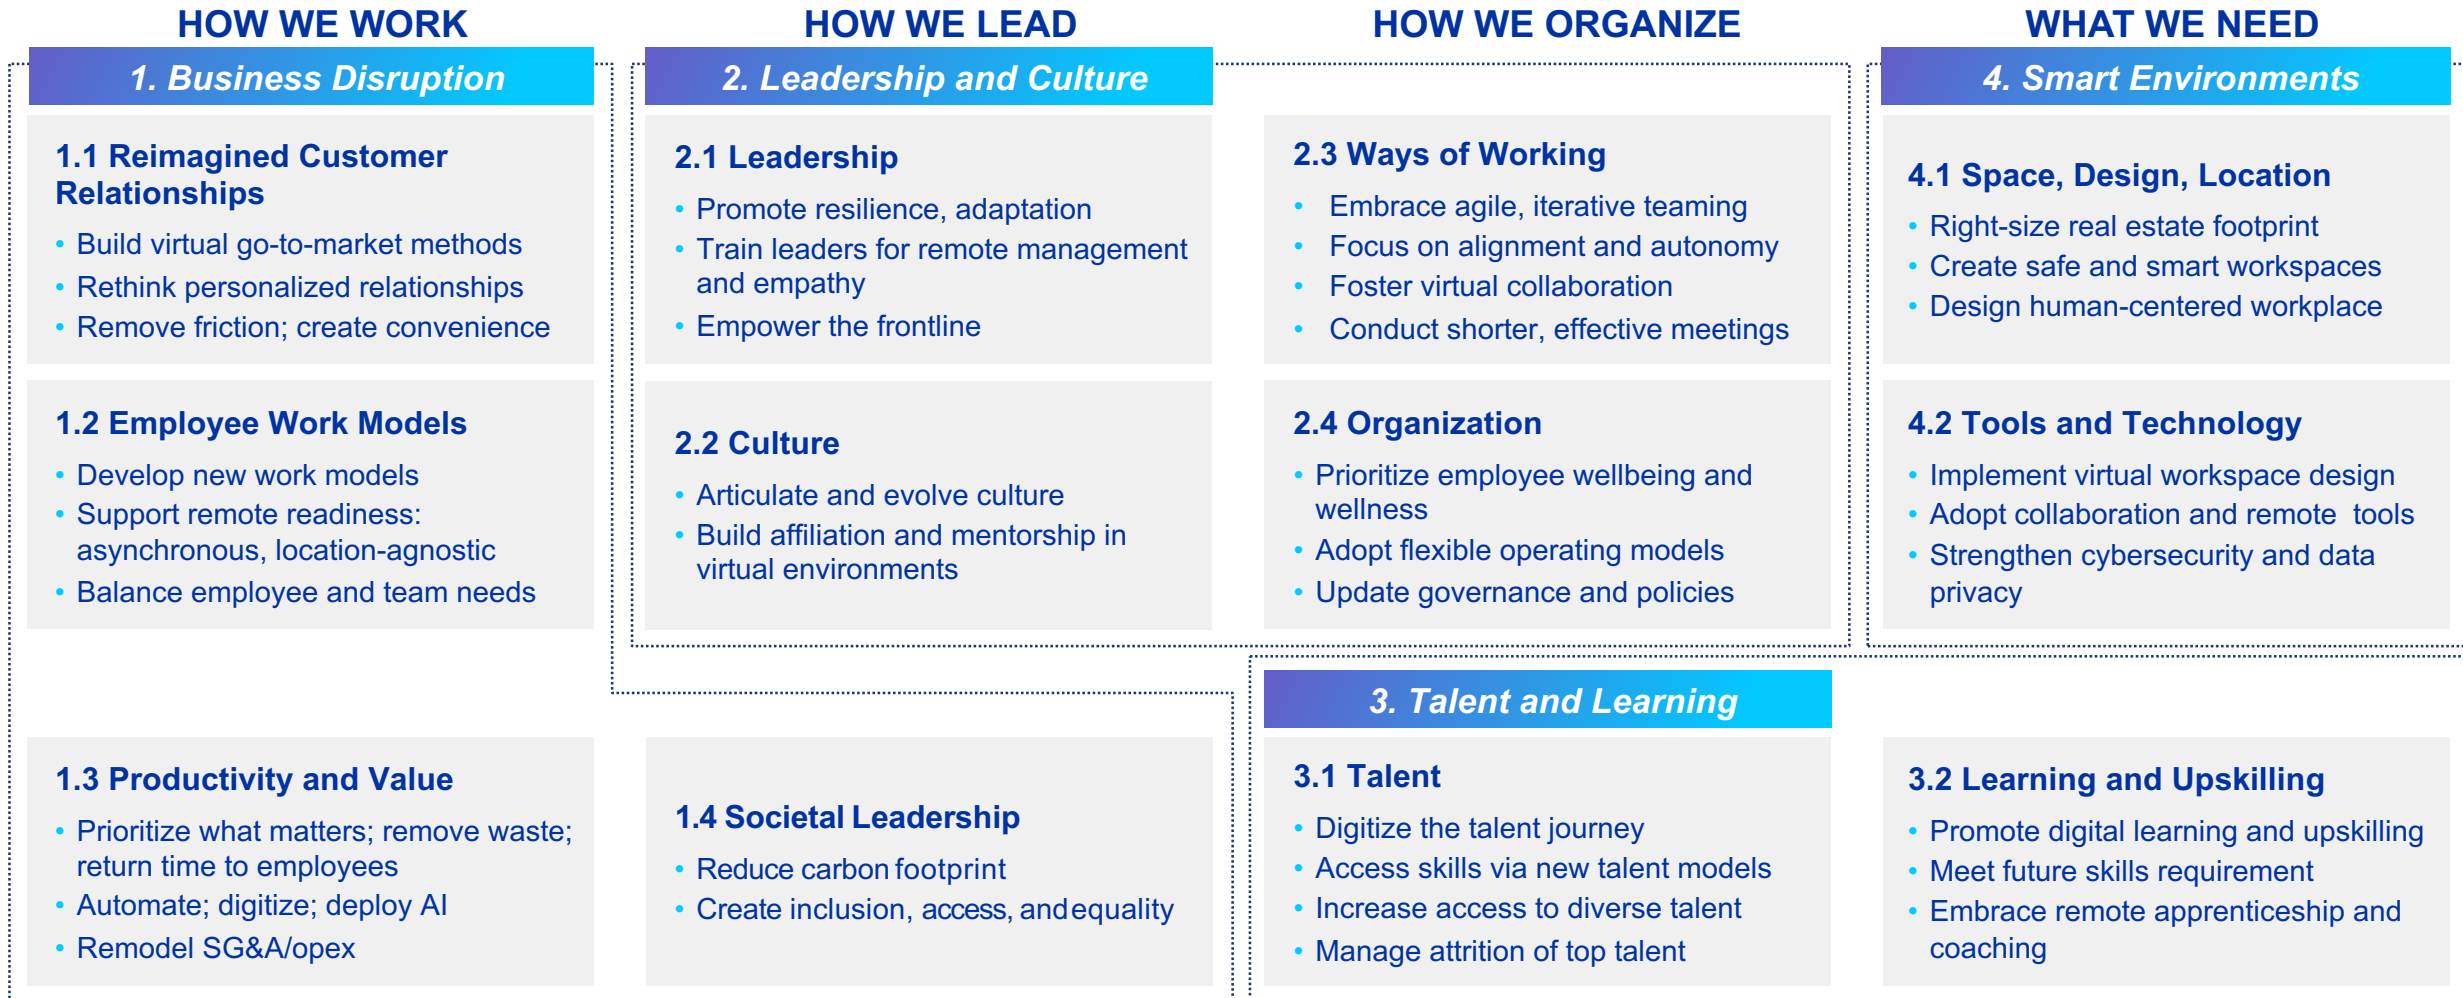 HOW WE WORK
HOW WE LEAD
HOW WE ORGANIZE
WHAT WE NEED
1. Business Disruption
1.1 Reimagined Customer
Relationships
• Build virtual go-to-market methods
• Rethink personalized relationships
• Remove friction; create convenience
1.2 Employee Work Models
• Develop new work models
• Support remote readiness:
asynchronous, location-agnostic
• Balance employee and team needs
1.3 Productivity and Value
• Prioritize what matters; remove waste;
return time to employees
• Automate; digitize; deploy AI
• Remodel SG&A/opex
1.4 Societal Leadership
• Reduce carbon footprint
• Create inclusion, access, and equality
2. Leadership and Culture
2.1 Leadership
• Promote resilience, adaptation
• Train leaders for remote management
and empathy
• Empower the frontline
2.2 Culture
• Articulate and evolve culture
• Build affiliation and mentorship in
virtual environments
2.3 Ways of Working
• Embrace agile, iterative teaming
• Focus on alignment and autonomy
• Foster virtual collaboration
• Conduct shorter, effective meetings
2.4 Organization
• Prioritize employee wellbeing and
wellness
• Adopt flexible operating models
• Update governance and policies
3. Talent and Learning
3.1 Talent
• Digitize the talent journey
• Access skills via new talent models
• Increase access to diverse talent
• Manage attrition of top talent
3.2 Learning and Upskilling
• Promote digital learning and upskilling
• Meet future skills requirement
• Embrace remote apprenticeship and
coaching
4. Smart Environments
4.1 Space, Design, Location
• Right-size real estate footprint
• Create safe and smart workspaces
• Design human-centered workplace
4.2 Tools and Technology
• Implement virtual workspace design
• Adopt collaboration and remote tools
• Strengthen cybersecurity and data
privacy